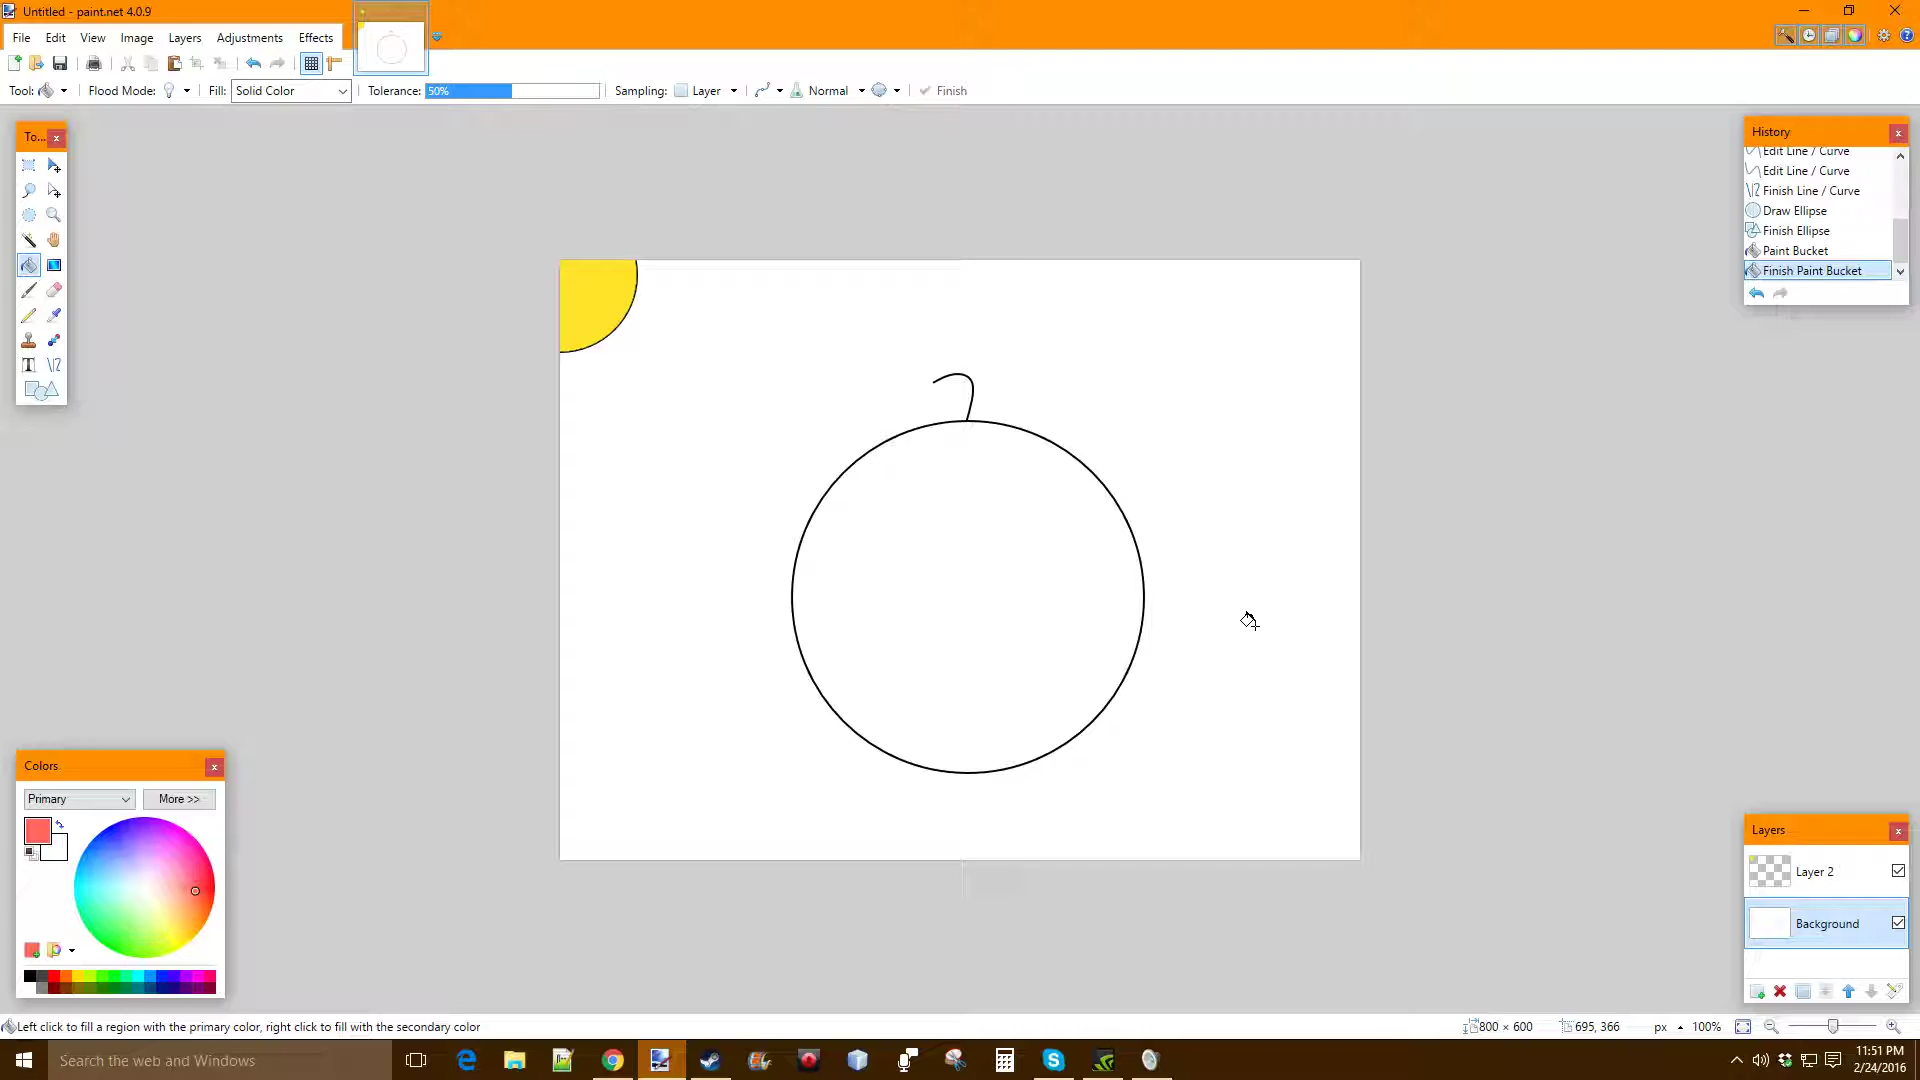 Untitled - paint.net 4.0.9
File Edit View Image Layers Adjustments Effects
Tool: Flood Mode: Fill: Solid Color Tolerance: 50% Sampling: Layer Normal Finish
To...
History
Edit Line / Curve
Edit Line / Curve
Finish Line / Curve
Draw Ellipse
Finish Ellipse
Paint Bucket
Finish Paint Bucket
Colors
Primary More >>
Layers
Layer 2
Background
Left click to fill a region with the primary color, right click to fill with the secondary color 800 × 600 695, 366 px 100%
Search the web and Windows
11:51 PM
2/24/2016